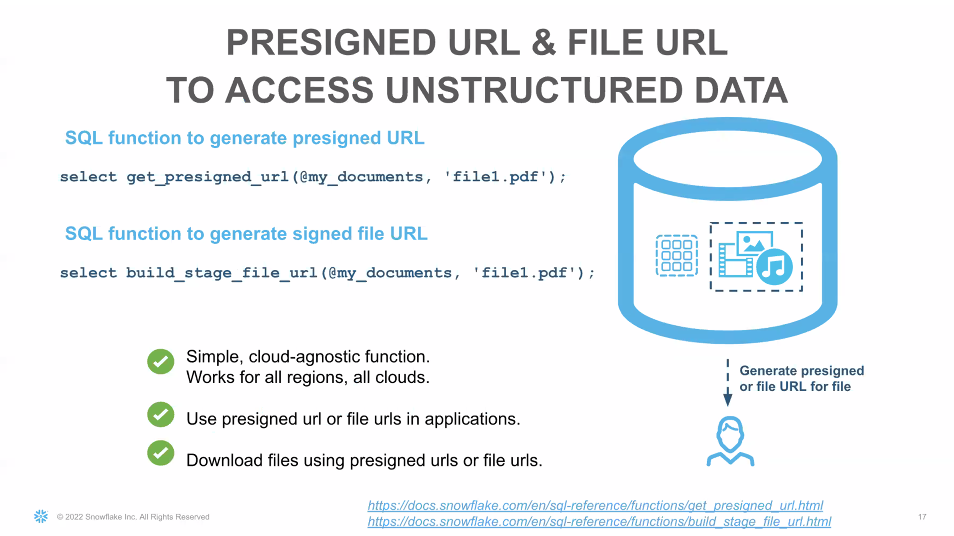 PRESIGNED URL & FILE URL
TO ACCESS UNSTRUCTURED DATA
SQL function to generate presigned URL
select get_presigned_url(@my_documents, 'file1.pdf');
SQL function to generate signed file URL
select build_stage_file_url(@my_documents, 'file1.pdf');
Simple, cloud-agnostic function.
Works for all regions, all clouds.
Use presigned url or file urls in applications.
Download files using presigned urls or file urls.
Generate presigned
or file URL for file
https://docs.snowflake.com/en/sql-reference/functions/get_presigned_url.html
https://docs.snowflake.com/en/sql-reference/functions/build_stage_file_url.html
© 2022 Snowflake Inc. All Rights Reserved
17